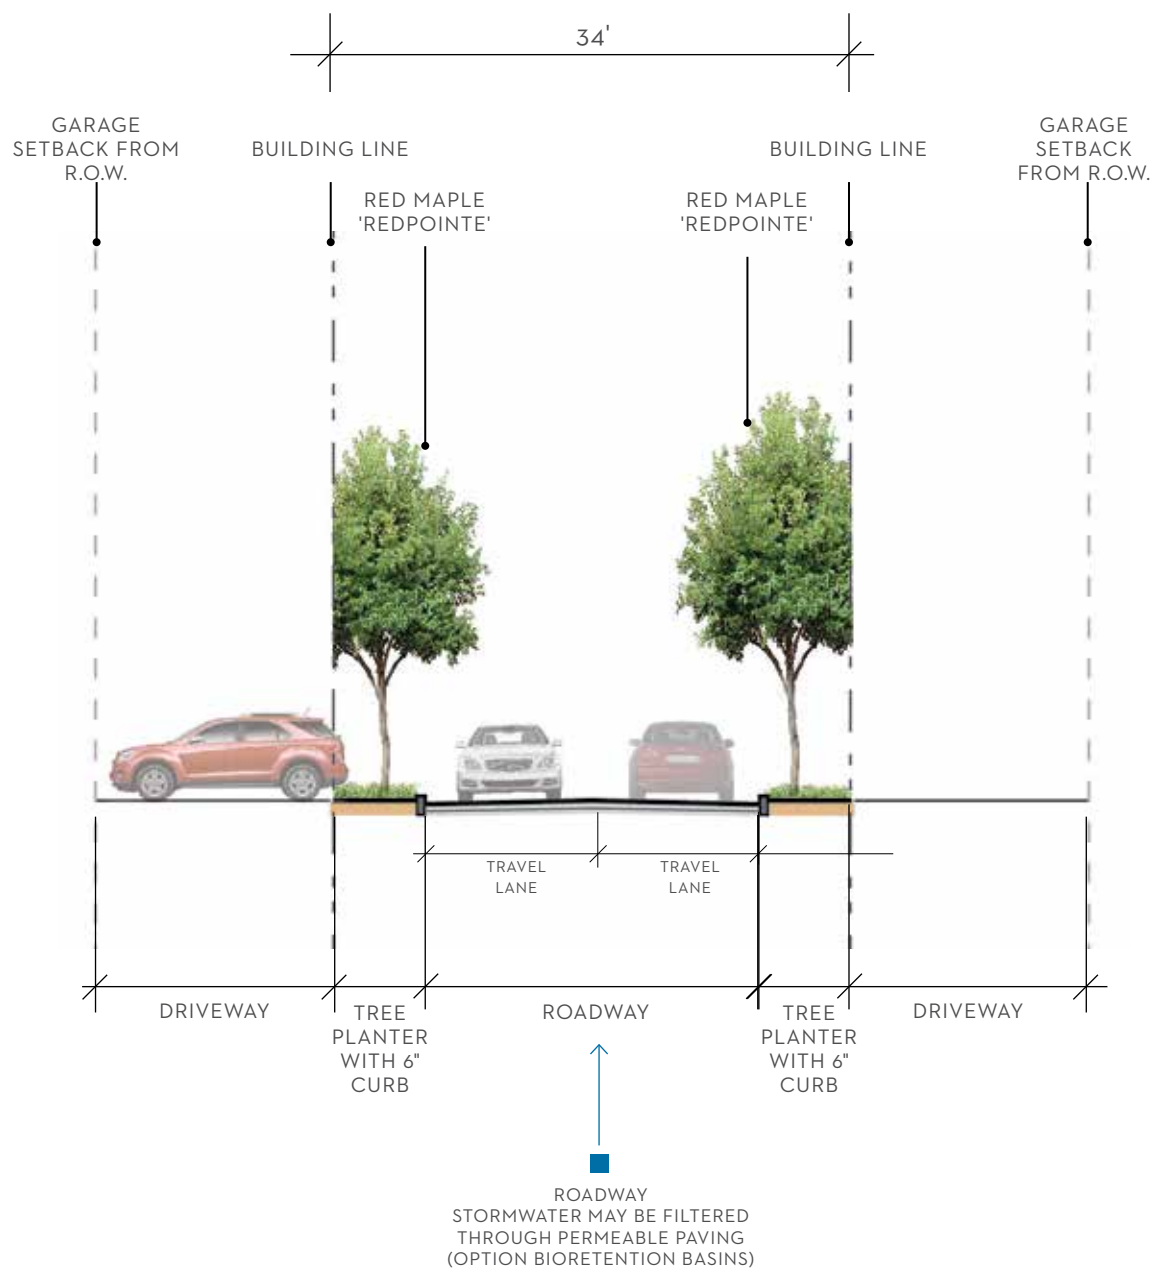 34'
GARAGE
SETBACK FROM
R.O.W.
BUILDING LINE
BUILDING LINE
GARAGE
SETBACK
FROM R.O.W.
RED MAPLE
'REDPOINTE'
RED MAPLE
'REDPOINTE'
TRAVEL
LANE
TRAVEL
LANE
DRIVEWAY
TREE
PLANTER
WITH 6"
CURB
ROADWAY
TREE
PLANTER
WITH 6"
CURB
DRIVEWAY
ROADWAY
STORMWATER MAY BE FILTERED
THROUGH PERMEABLE PAVING
(OPTION BIORETENTION BASINS)